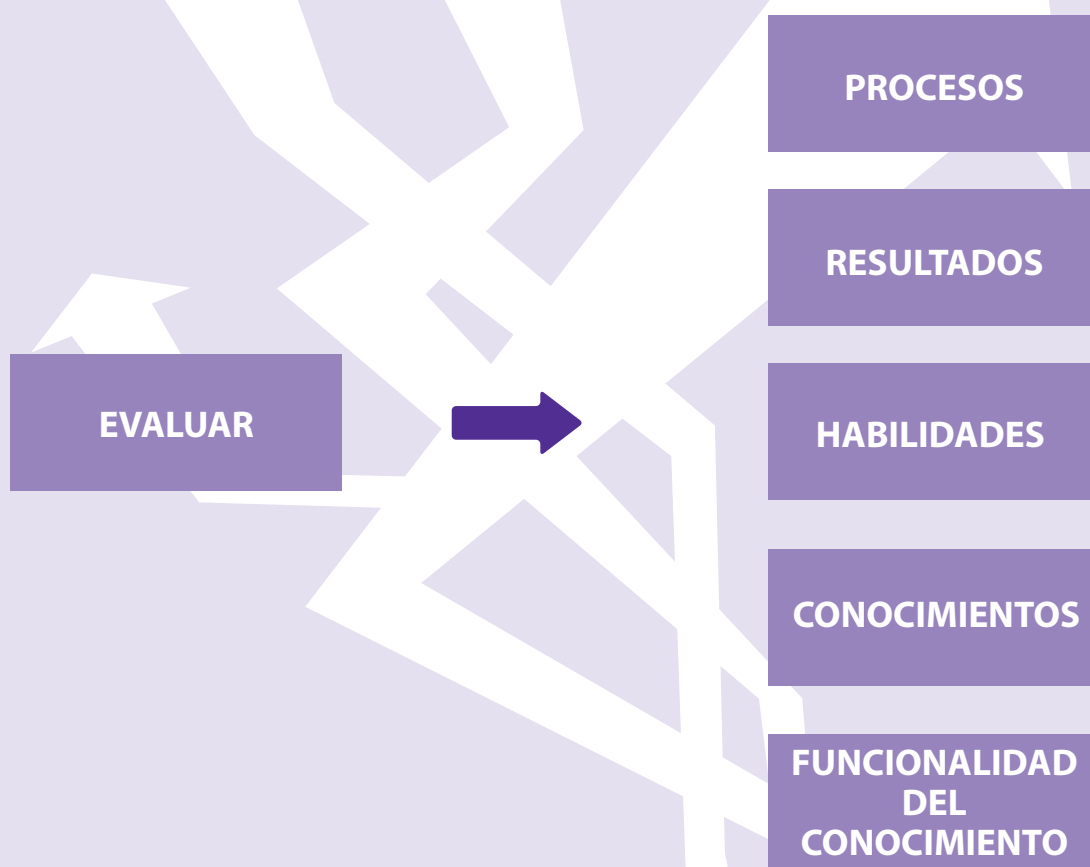 PROCESOS
RESULTADOS
EVALUAR
HABILIDADES
CONOCIMIENTOS
FUNCIONALIDAD
DEL
CONOCIMIENTO